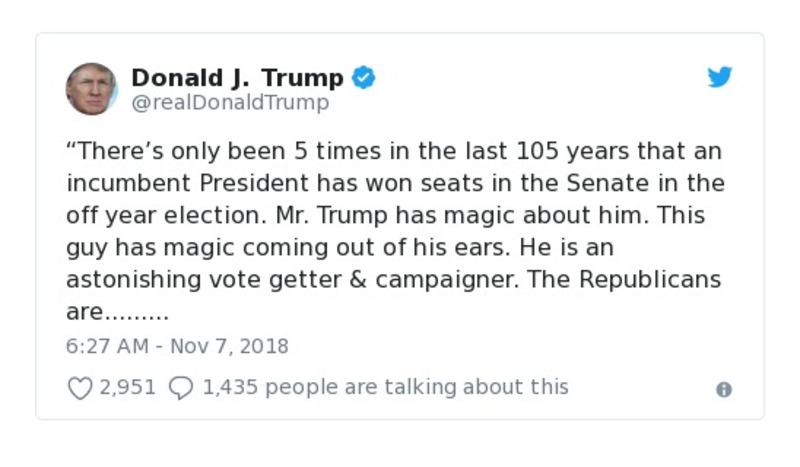 Donald J. Trump
@realDonaldTrump
“There’s only been 5 times in the last 105 years that an
incumbent President has won seats in the Senate in the
off year election. Mr. Trump has magic about him. This
guy has magic coming out of his ears. He is an
astonishing vote getter & campaigner. The Republicans
are.........
6:27 AM - Nov 7, 2018
2,951 1,435 people are talking about this